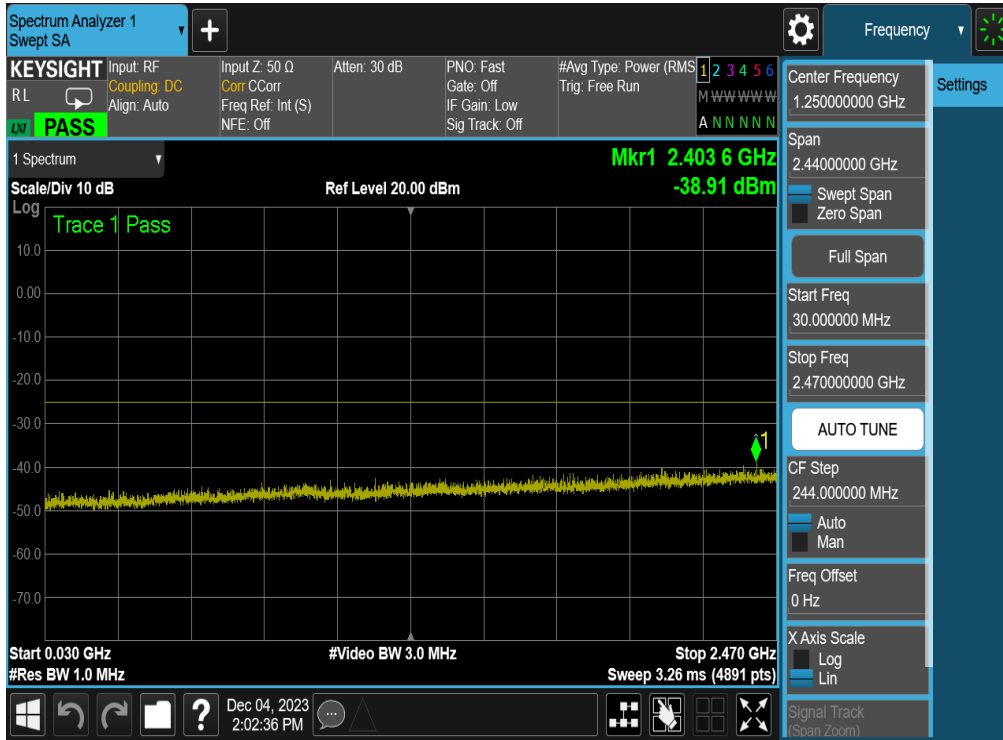 Spectrum Analyzer 1
Swept SA
+
Frequency
KEYSIGHT
R L
LXI PASS
Input: RF
Coupling: DC
Align: Auto
Input Z: 50 Ω
Corr CCorr
Freq Ref: Int (S)
NFE: Off
Atten: 30 dB
PNO: Fast
Gate: Off
IF Gain: Low
Sig Track: Off
#Avg Type: Power (RMS
Trig: Free Run
1 2 3 4 5 6
M W W W W W
A N N N N N
1 Spectrum
Mkr1 2.403 6 GHz
Scale/Div 10 dB
Ref Level 20.00 dBm
-38.91 dBm
Log
Trace 1 Pass
10.0
0.00
-10.0
-20.0
-30.0
1
-40.0
-50.0
-60.0
-70.0
Start 0.030 GHz
#Video BW 3.0 MHz
Stop 2.470 GHz
#Res BW 1.0 MHz
Sweep 3.26 ms (4891 pts)
?
Dec 04, 2023
2:02:36 PM
Center Frequency
1.250000000 GHz
Span
2.44000000 GHz
Swept Span
Zero Span
Full Span
Start Freq
30.000000 MHz
Stop Freq
2.470000000 GHz
AUTO TUNE
CF Step
244.000000 MHz
Auto
Man
Freq Offset
0 Hz
X Axis Scale
Log
Lin
Signal Track
(Span Zoom)
Settings